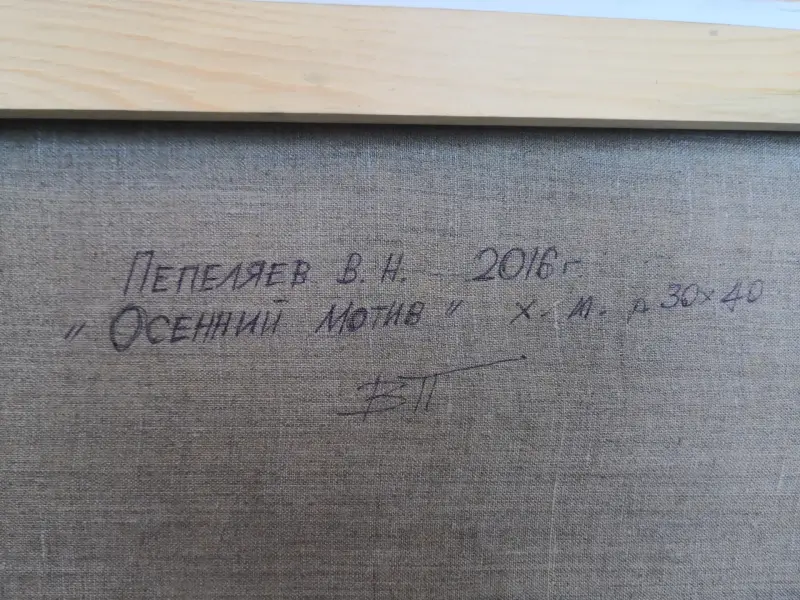 Пепеляев В. Н. 2016 г.
"Осенний мотив" х. м. 30×40
ВП